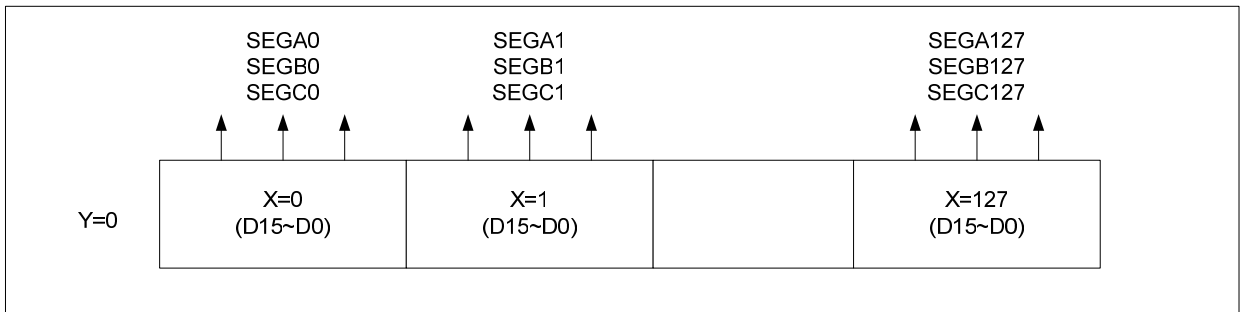 SEGA0
SEGB0
SEGC0
SEGA1
SEGB1
SEGC1
SEGA127
SEGB127
SEGC127
Y=0
X=0
(D15~D0)
X=1
(D15~D0)
X=127
(D15~D0)